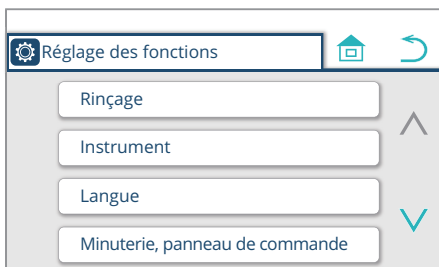 Réglage des fonctions
Rinçage
Instrument
Langue
Minuterie, panneau de commande